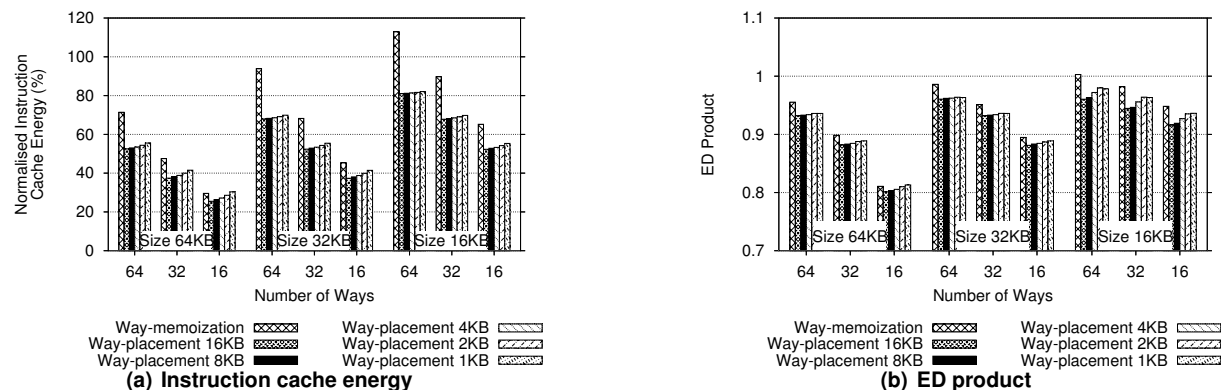 Normalised Instruction
Cache Energy (%)
120
100
80
60
40
20
0
Size 64KB
Size 32KB
Size 16KB
64 32 16 64 32 16 64 32 16
Number of Ways
Way-memoization
Way-placement 16KB
Way-placement 8KB
Way-placement 4KB
Way-placement 2KB
Way-placement 1KB
(a) Instruction cache energy
ED Product
1.1
1
0.9
0.8
0.7
Size 64KB
Size 32KB
Size 16KB
64 32 16 64 32 16 64 32 16
Number of Ways
Way-memoization
Way-placement 16KB
Way-placement 8KB
Way-placement 4KB
Way-placement 2KB
Way-placement 1KB
(b) ED product